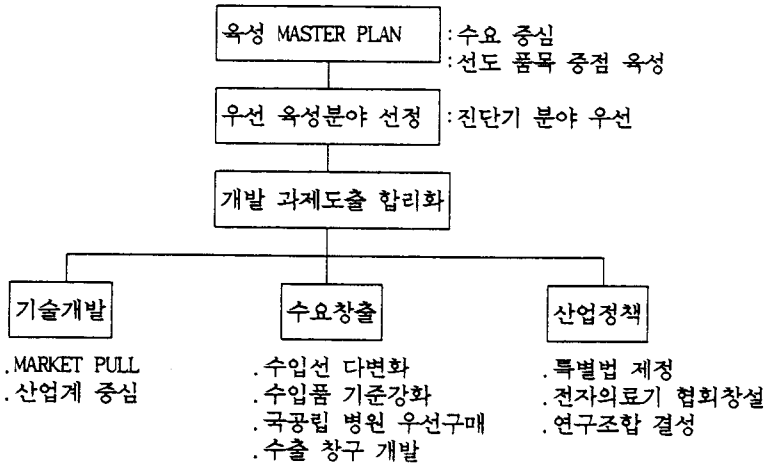 육성 MASTER PLAN
:수요 중심
:선도 품목 중점 육성
우선 육성분야 선정
:진단기 분야 우선
개발 과제도출 합리화
기술개발
.MARKET PULL
.산업계 중심
수요창출
.수입선 다변화
.수입품 기준강화
.국공립 병원 우선구매
.수출 창구 개발
산업정책
.특별법 제정
.전자의료기 협회창설
.연구조합 결성